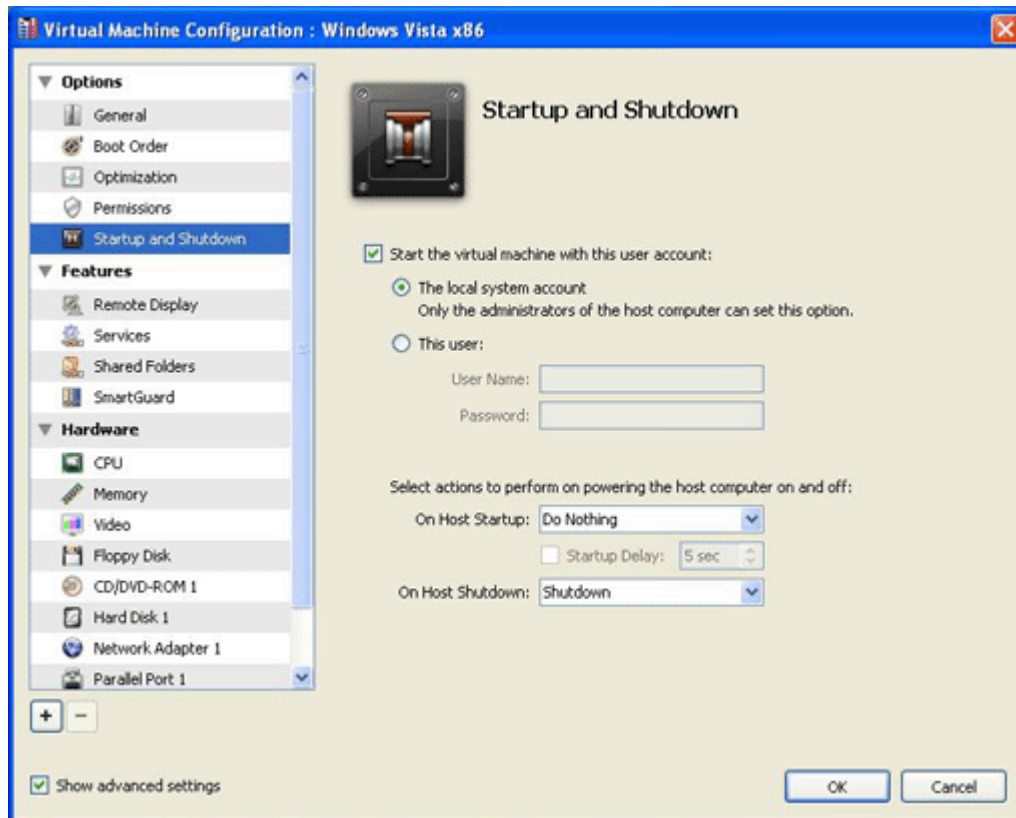 Virtual Machine Configuration : Windows Vista x86
Options
General
Boot Order
Optimization
Permissions
Startup and Shutdown
Features
Remote Display
Services
Shared Folders
SmartGuard
Hardware
CPU
Memory
Video
Floppy Disk
CD/DVD-ROM 1
Hard Disk 1
Network Adapter 1
Parallel Port 1
Show advanced settings
Startup and Shutdown
Start the virtual machine with this user account:
The local system account
Only the administrators of the host computer can set this option.
This user:
User Name:
Password:
Select actions to perform on powering the host computer on and off:
On Host Startup: Do Nothing
Startup Delay: 5 sec
On Host Shutdown: Shutdown
OK Cancel